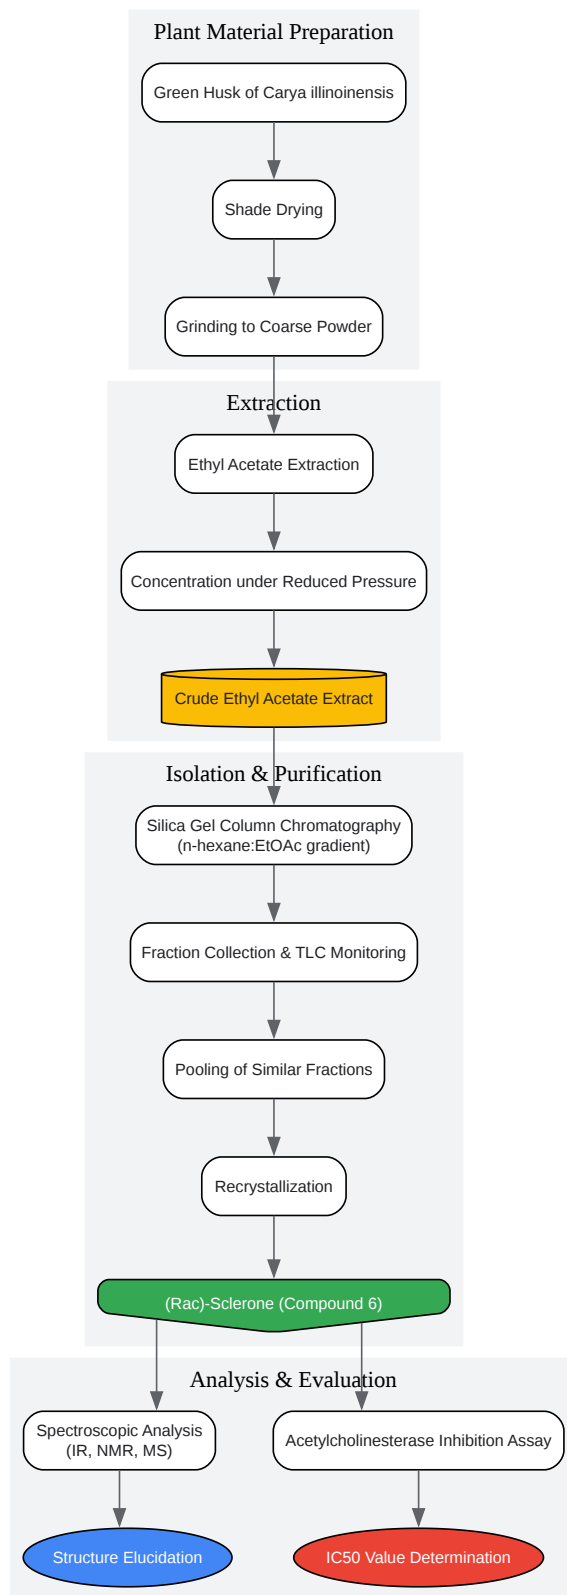 Plant Material Preparation
Green Husk of Carya illinoinensis
Shade Drying
Grinding to Coarse Powder
Extraction
Ethyl Acetate Extraction
Concentration under Reduced Pressure
Crude Ethyl Acetate Extract
Isolation & Purification
Silica Gel Column Chromatography
(n-hexane:EtOAc gradient)
Fraction Collection & TLC Monitoring
Pooling of Similar Fractions
Recrystallization
(Rac)-Sclerone (Compound 6)
Analysis & Evaluation
Spectroscopic Analysis
(IR, NMR, MS)
Acetylcholinesterase Inhibition Assay
Structure Elucidation
IC50 Value Determination